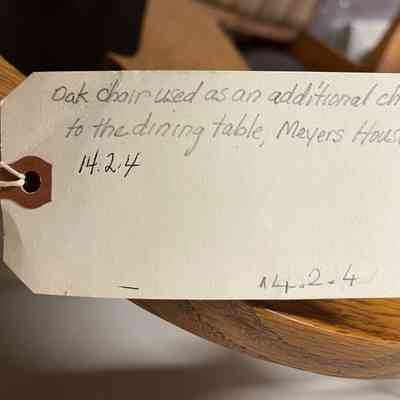 Oak chair used as an additional ch
to the dining table, Meyers Hous
14.2.4
14.2.4